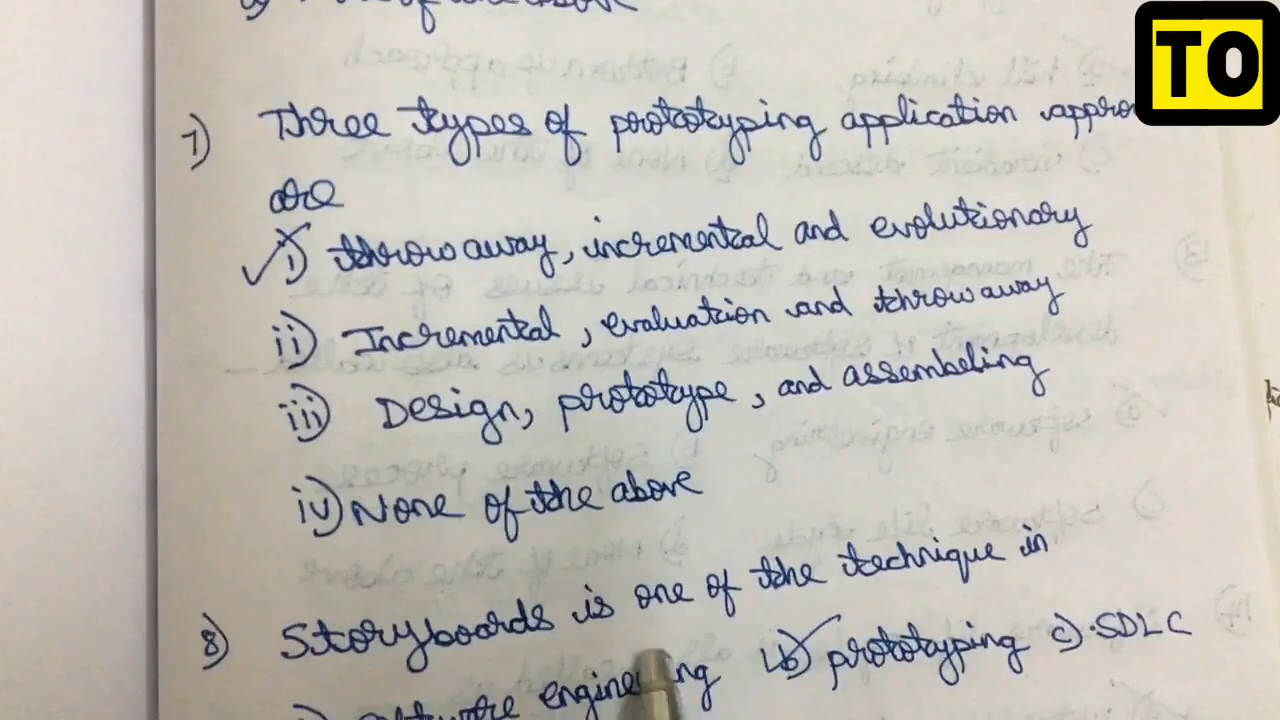 TO
7) Three types of prototyping application appro
are
i) throw away, incremental and evolutionary
ii) Incremental, evaluation and throw away
iii) Design, prototype, and assembeling
iv) None of the above
8) Storyboards is one of the technique in
software engineering b) prototyping c) SDLC